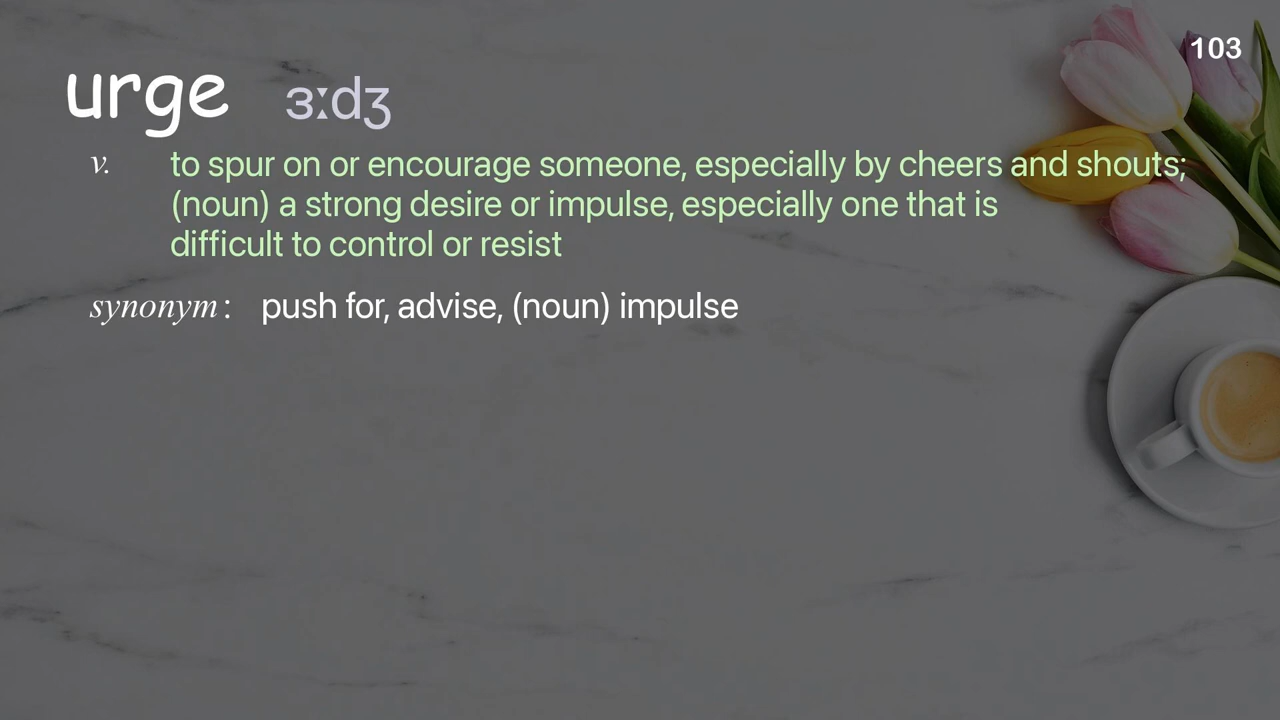 103
urge ɜːdʒ
v. to spur on or encourage someone, especially by cheers and shouts;
(noun) a strong desire or impulse, especially one that is
difficult to control or resist
synonym : push for, advise, (noun) impulse